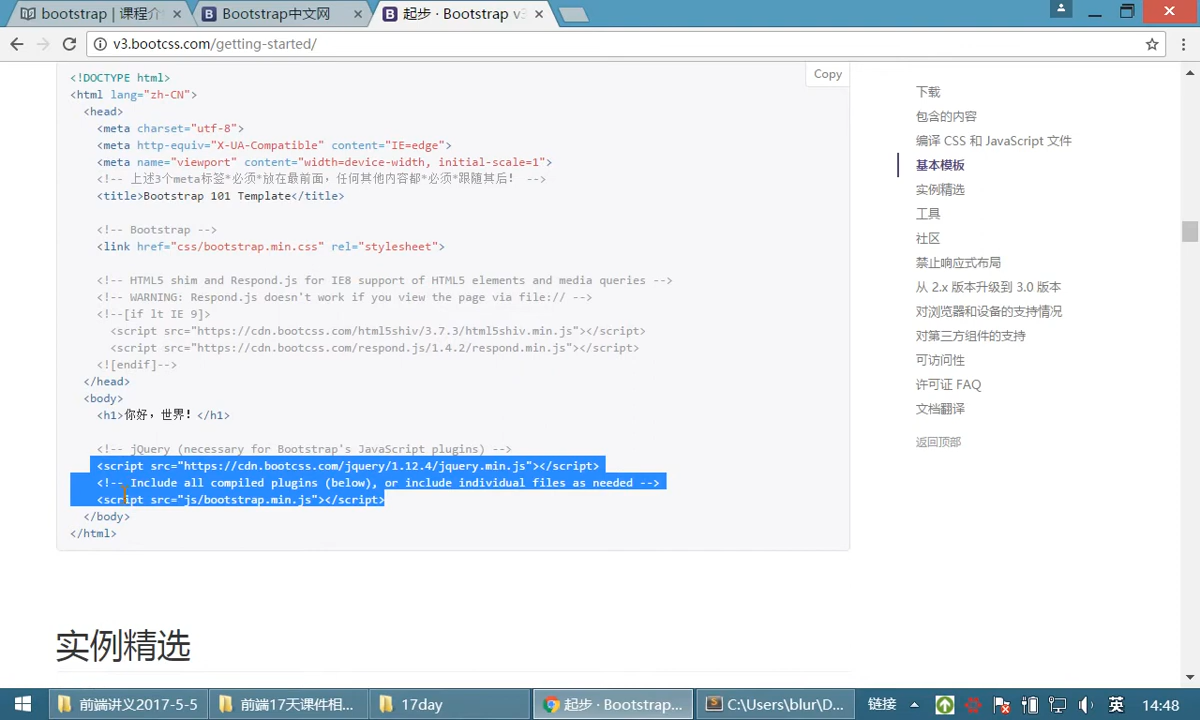 bootstrap | 课程介
Bootstrap中文网
起步 · Bootstrap v3
v3.bootcss.com/getting-started/
Copy
<!DOCTYPE html>
<html lang="zh-CN">
<head>
<meta charset="utf-8">
<meta http-equiv="X-UA-Compatible" content="IE=edge">
<meta name="viewport" content="width=device-width, initial-scale=1">
<!-- 上述3个meta标签*必须*放在最前面，任何其他内容都*必须*跟随其后！ -->
<title>Bootstrap 101 Template</title>
<!-- Bootstrap -->
<link href="css/bootstrap.min.css" rel="stylesheet">
<!-- HTML5 shim and Respond.js for IE8 support of HTML5 elements and media queries -->
<!-- WARNING: Respond.js doesn't work if you view the page via file:// -->
<!--[if lt IE 9]>
<script src="https://cdn.bootcss.com/html5shiv/3.7.3/html5shiv.min.js"></script>
<script src="https://cdn.bootcss.com/respond.js/1.4.2/respond.min.js"></script>
<![endif]-->
</head>
<body>
<h1>你好，世界！</h1>
<!-- jQuery (necessary for Bootstrap's JavaScript plugins) -->
<script src="https://cdn.bootcss.com/jquery/1.12.4/jquery.min.js"></script>
<!-- Include all compiled plugins (below), or include individual files as needed -->
<script src="js/bootstrap.min.js"></script>
</body>
</html>
实例精选
下载
包含的内容
编译 CSS 和 JavaScript 文件
基本模板
实例精选
工具
社区
禁止响应式布局
从 2.x 版本升级到 3.0 版本
对浏览器和设备的支持情况
对第三方组件的支持
可访问性
许可证 FAQ
文档翻译
返回顶部
前端讲义2017-5-5
前端17天课件相...
17day
起步 · Bootstrap...
C:\Users\blur\D...
链接
英
14:48